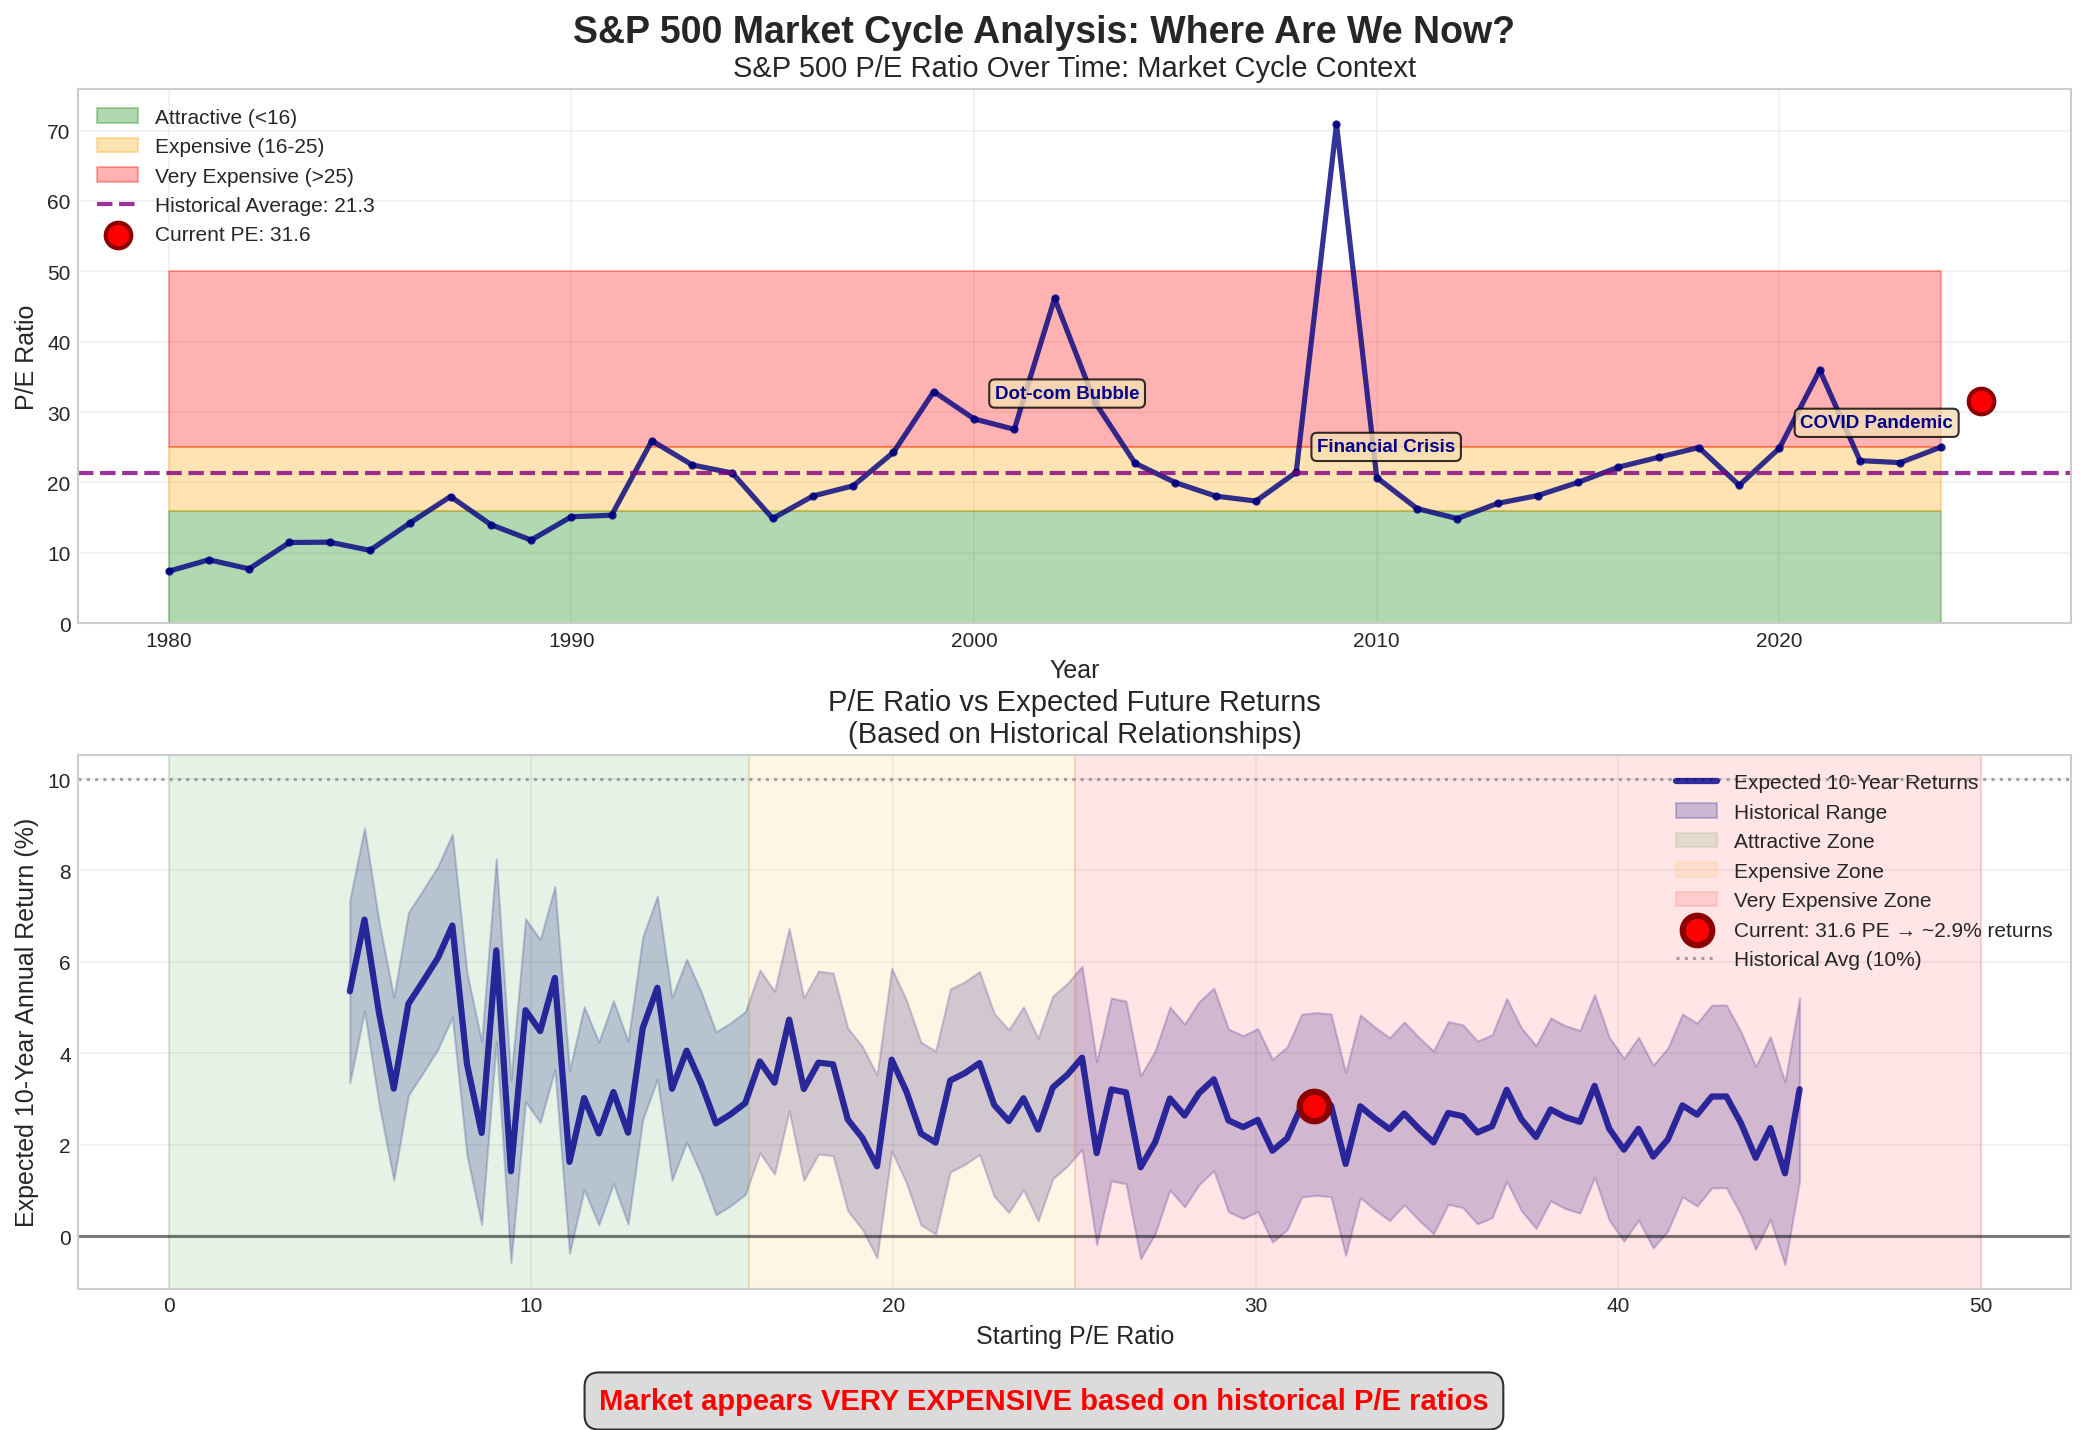 S&P 500 Market Cycle Analysis: Where Are We Now?
S&P 500 P/E Ratio Over Time: Market Cycle Context
Attractive (<16)
Expensive (16-25)
Very Expensive (>25)
Historical Average: 21.3
Current PE: 31.6
P/E Ratio
70
60
50
40
30
20
10
0
Dot-com Bubble
Financial Crisis
COVID Pandemic
1980 1990 2000 2010 2020
Year
P/E Ratio vs Expected Future Returns
(Based on Historical Relationships)
Expected 10-Year Returns
Historical Range
Attractive Zone
Expensive Zone
Very Expensive Zone
Current: 31.6 PE → ~2.9% returns
Historical Avg (10%)
Expected 10-Year Annual Return (%)
10
8
6
4
2
0
0 10 20 30 40 50
Starting P/E Ratio
Market appears VERY EXPENSIVE based on historical P/E ratios